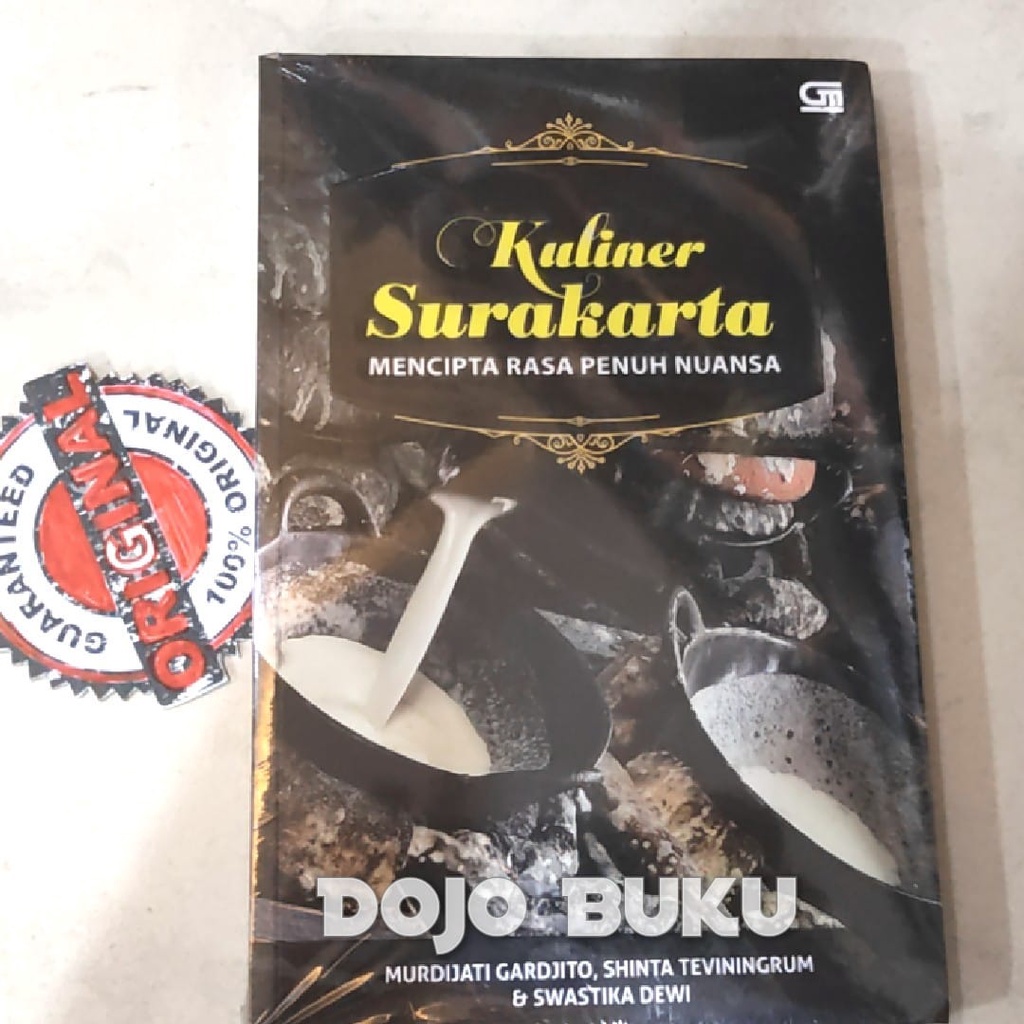 GM
Kuliner
Surakarta
MENCIPTA RASA PENUH NUANSA
GUARANTEED
ORIGINAL
100% ORIGINAL
DOJO BUKU
MURDIJATI GARDJITO, SHINTA TEVININGRUM
& SWASTIKA DEWI